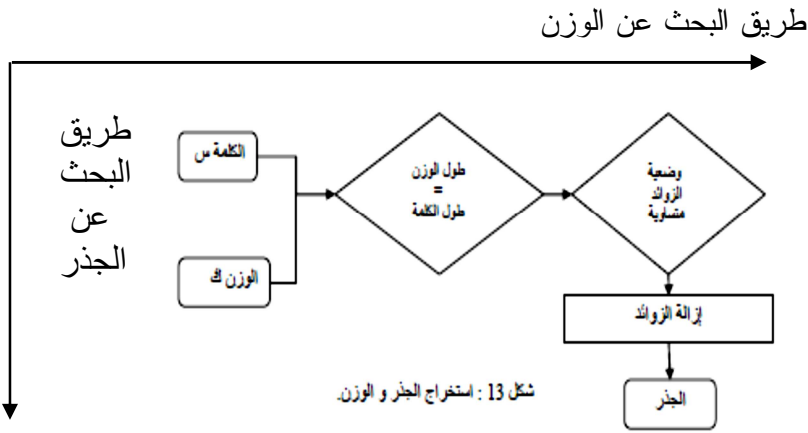 طريق البحث عن الوزن
طريق
البحث
عن
الجذر
الكلمة س
الوزن ك
طول الوزن
=
طول الكلمة
وضعية
الزوائد
متساوية
إزالة الزوائد
الجذر
شكل 13 : استخراج الجذر و الوزن.